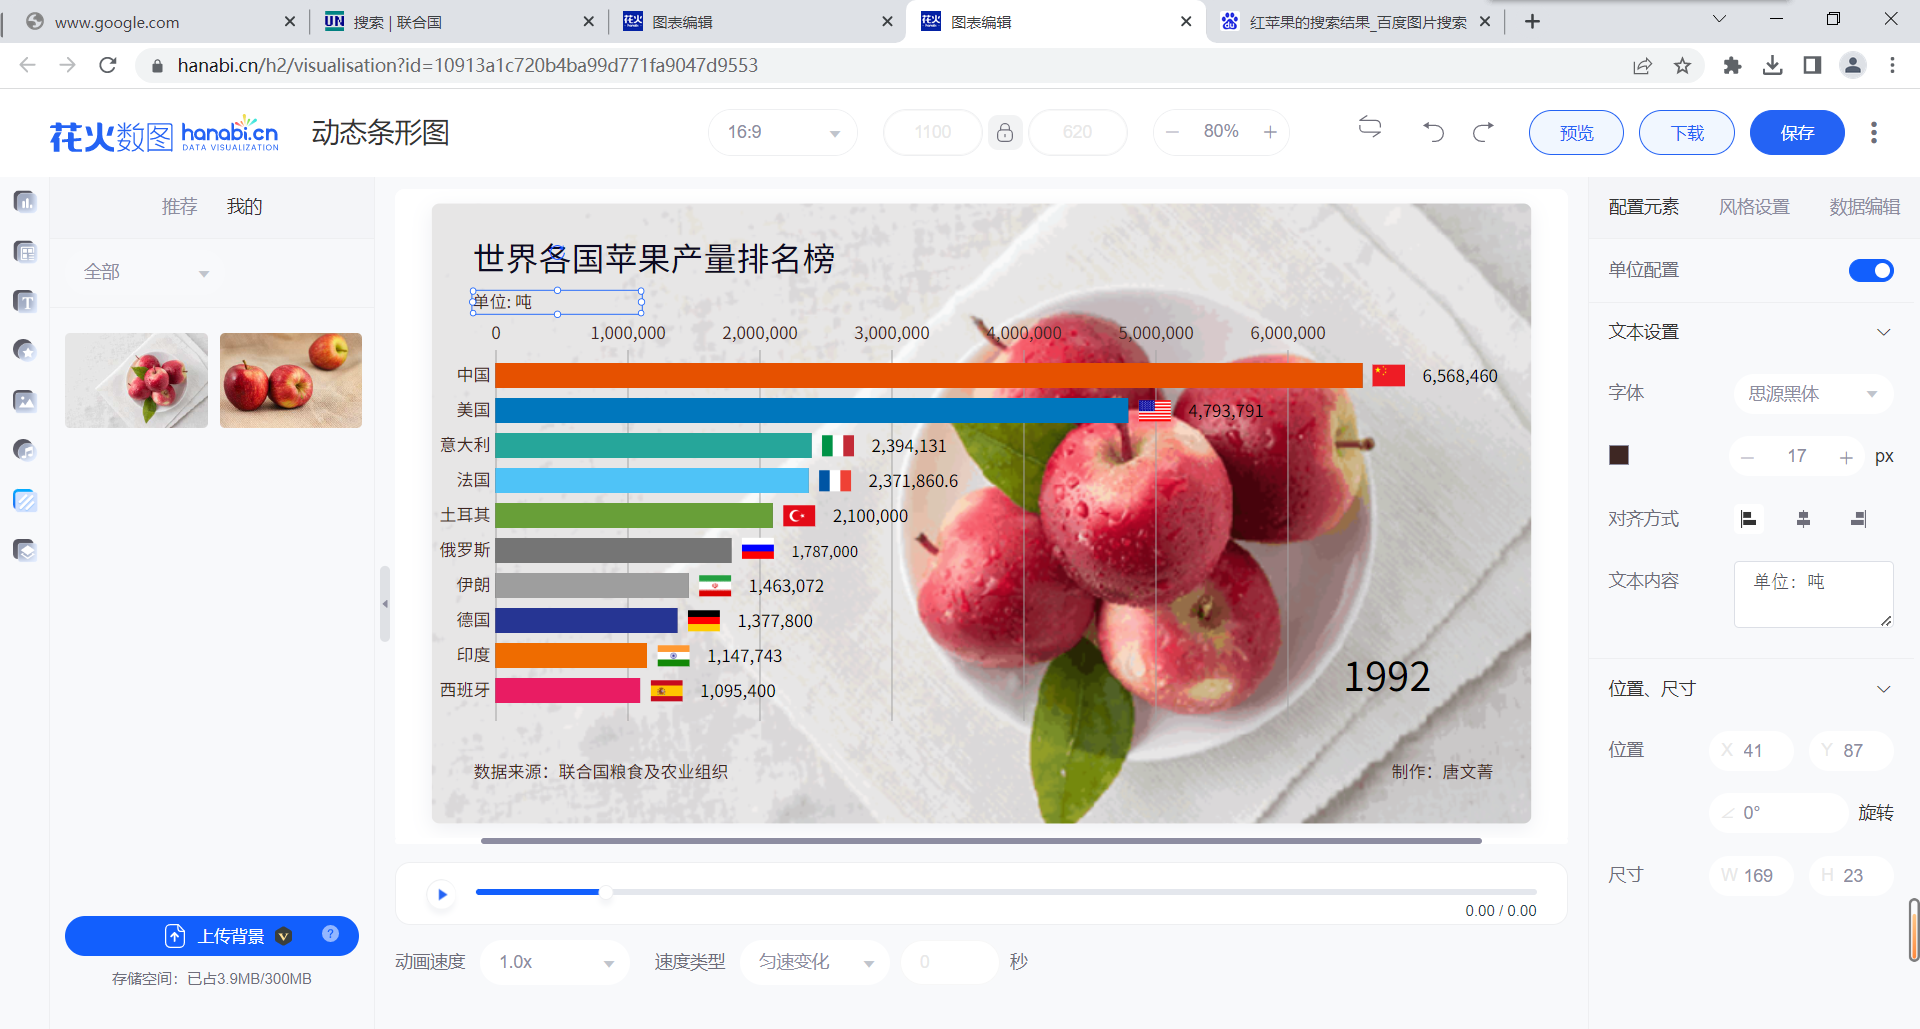 www.google.com
搜索 | 联合国
图表编辑
图表编辑
红苹果的搜索结果_百度图片搜索
hanabi.cn/h2/visualisation?id=10913a1c720b4ba99d771fa9047d9553
花火数图 hanabi.cn
DATA VISUALIZATION
动态条形图
16:9
1100
620
80%
预览
下载
保存
推荐
我的
全部
上传背景
存储空间：已占3.9MB/300MB
世界各国苹果产量排名榜
单位: 吨
0
1,000,000
2,000,000
3,000,000
4,000,000
5,000,000
6,000,000
中国 6,568,460
美国 4,793,791
意大利 2,394,131
法国 2,371,860.6
土耳其 2,100,000
俄罗斯 1,787,000
伊朗 1,463,072
德国 1,377,800
印度 1,147,743
西班牙 1,095,400
1992
数据来源：联合国粮食及农业组织
制作：唐文菁
0.00 / 0.00
动画速度
1.0x
速度类型
匀速变化
0
秒
配置元素
风格设置
数据编辑
单位配置
文本设置
字体
思源黑体
17
px
对齐方式
文本内容
单位：吨
位置、尺寸
位置
X 41
Y 87
0°
旋转
尺寸
W 169
H 23